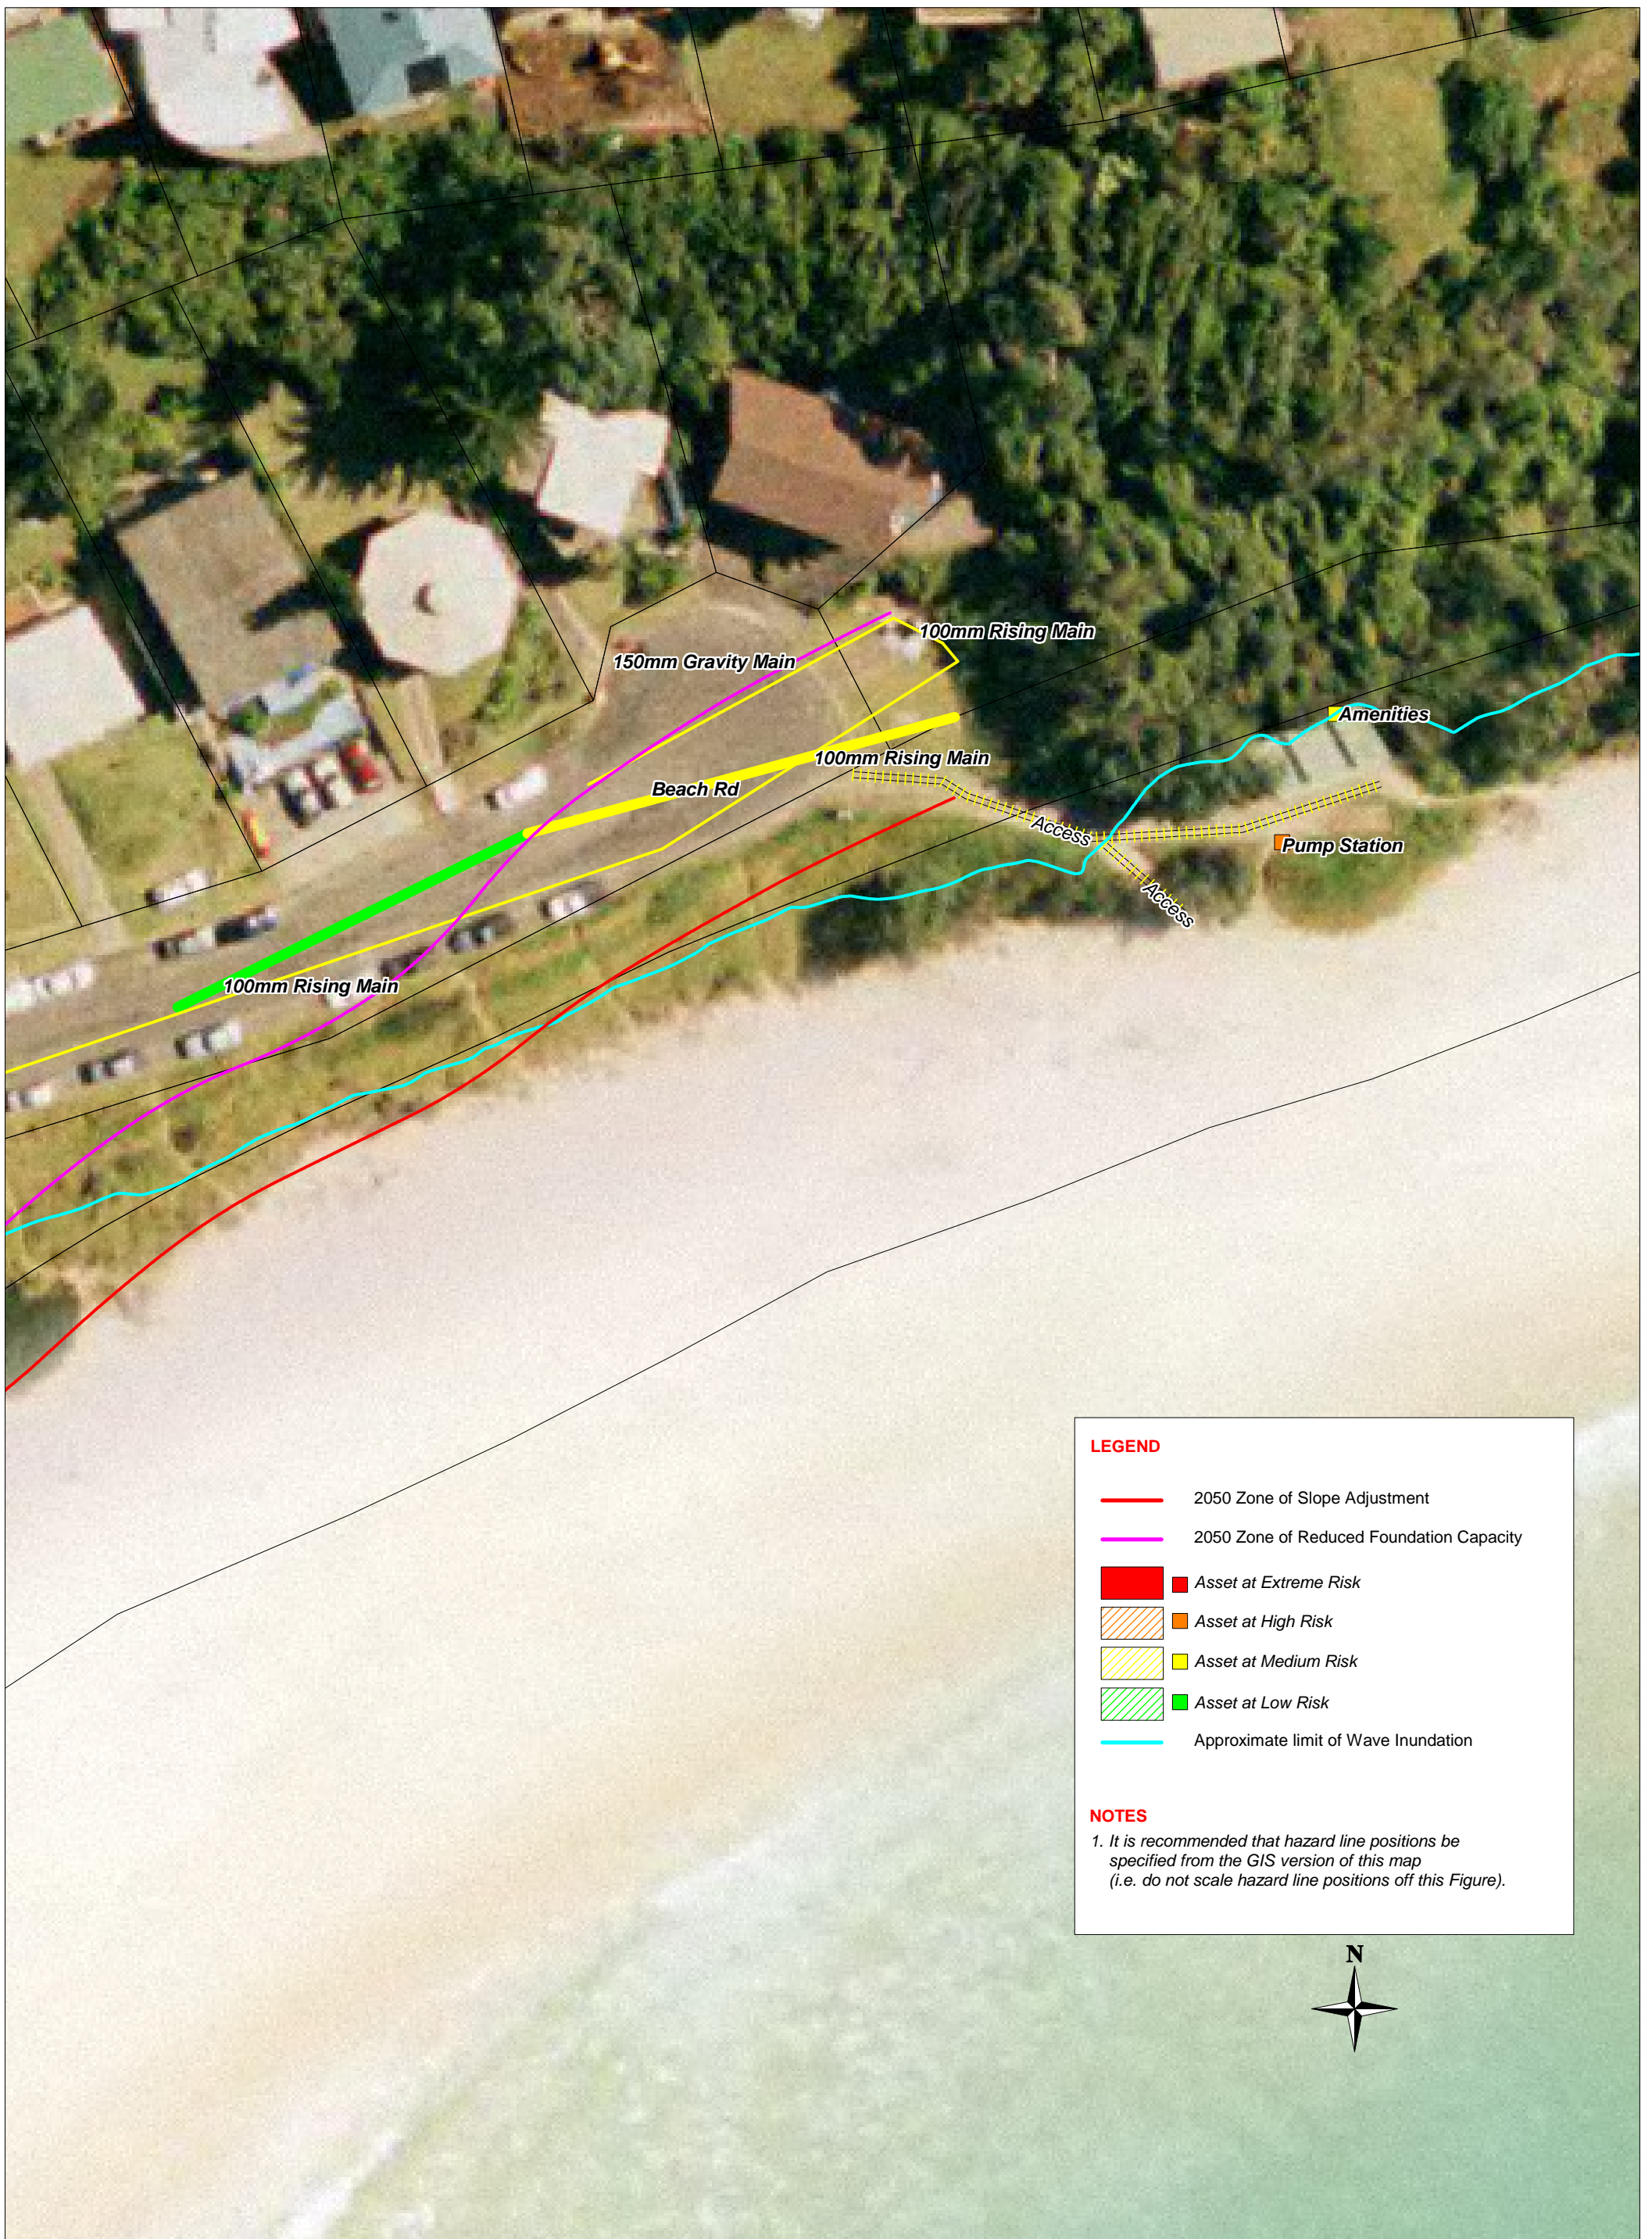 100mm Rising Main
150mm Gravity Main
Amenities
100mm Rising Main
Beach Rd
Access
Pump Station
Access
100mm Rising Main
LEGEND
2050 Zone of Slope Adjustment
2050 Zone of Reduced Foundation Capacity
Asset at Extreme Risk
Asset at High Risk
Asset at Medium Risk
Asset at Low Risk
Approximate limit of Wave Inundation
NOTES
1. It is recommended that hazard line positions be
specified from the GIS version of this map
(i.e. do not scale hazard line positions off this Figure).
N